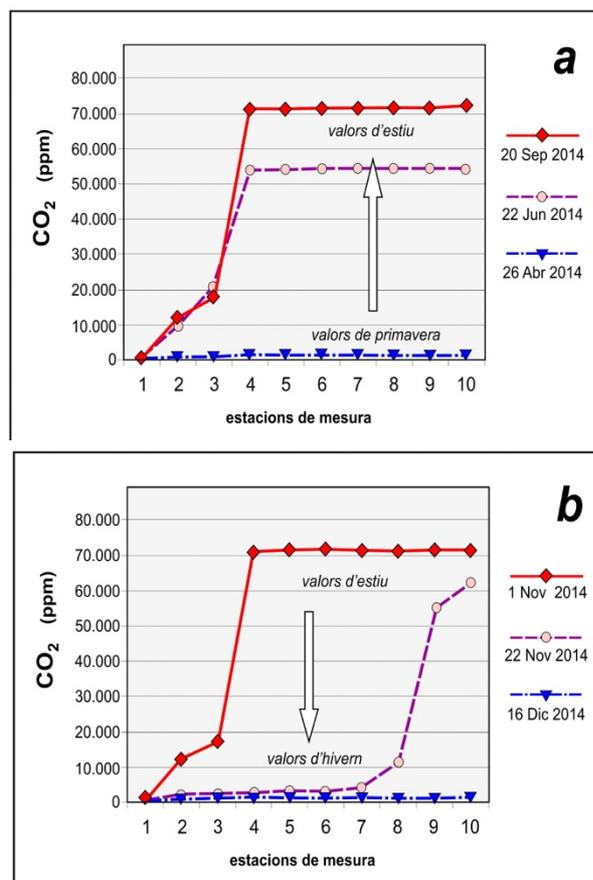 a
80.000
70.000
60.000
50.000
40.000
30.000
20.000
10.000
0
CO2 (ppm)
valors d'estiu
valors de primavera
1 2 3 4 5 6 7 8 9 10
estacions de mesura
20 Sep 2014
22 Jun 2014
26 Abr 2014
b
80.000
70.000
60.000
50.000
40.000
30.000
20.000
10.000
0
CO2 (ppm)
valors d'estiu
valors d'hivern
1 2 3 4 5 6 7 8 9 10
estacions de mesura
1 Nov 2014
22 Nov 2014
16 Dic 2014